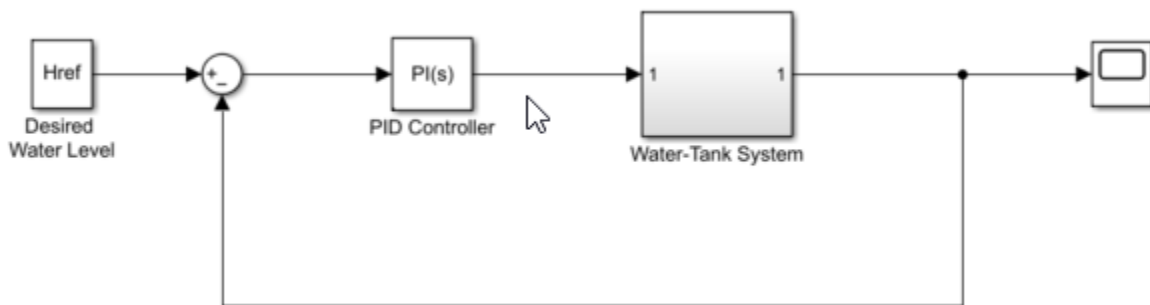 Href
Desired
Water Level
+
_
PI(s)
PID Controller
1
1
Water-Tank System